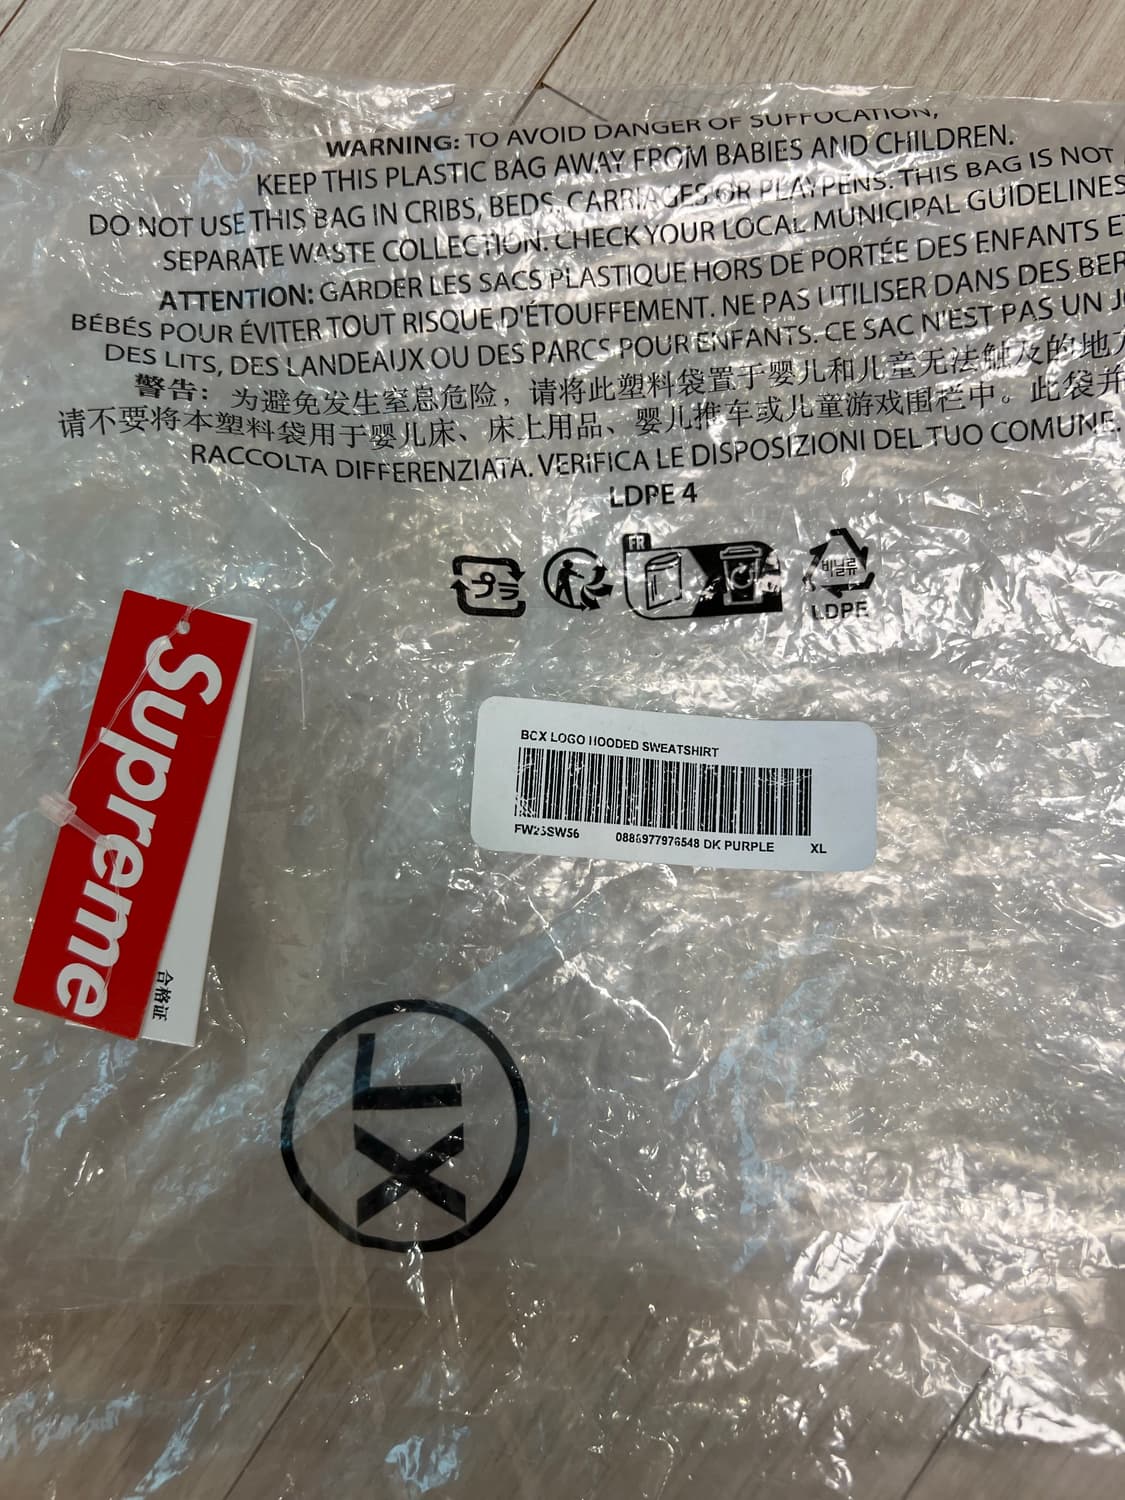 WARNING: TO AVOID DANGER OF SUFFOCATION,
KEEP THIS PLASTIC BAG AWAY FROM BABIES AND CHILDREN.
DO NOT USE THIS BAG IN CRIBS, BEDS, CARRIAGES OR PLAYPENS. THIS BAG IS NOT
SEPARATE WASTE COLLECTION. CHECK YOUR LOCAL MUNICIPAL GUIDELINES
ATTENTION: GARDER LES SACS PLASTIQUE HORS DE PORTÉE DES ENFANTS ET
BÉBÉS POUR ÉVITER TOUT RISQUE D'ÉTOUFFEMENT. NE PAS UTILISER DANS DES BER
DES LITS, DES LANDEAUX OU DES PARCS POUR ENFANTS. CE SAC N'EST PAS UN J
警告：为避免发生窒息危险，请将此塑料袋置于婴儿和儿童无法触及的地方
请不要将本塑料袋用于婴儿床、床上用品、婴儿推车或儿童游戏围栏中。此袋并
RACCOLTA DIFFERENZIATA. VERIFICA LE DISPOSIZIONI DEL TUO COMUNE.
LDPE 4
プラ
FR
비닐류
LDPE
Supreme
合格证
BOX LOGO HOODED SWEATSHIRT
FW23SW56 0886977976548 DK PURPLE XL
XL